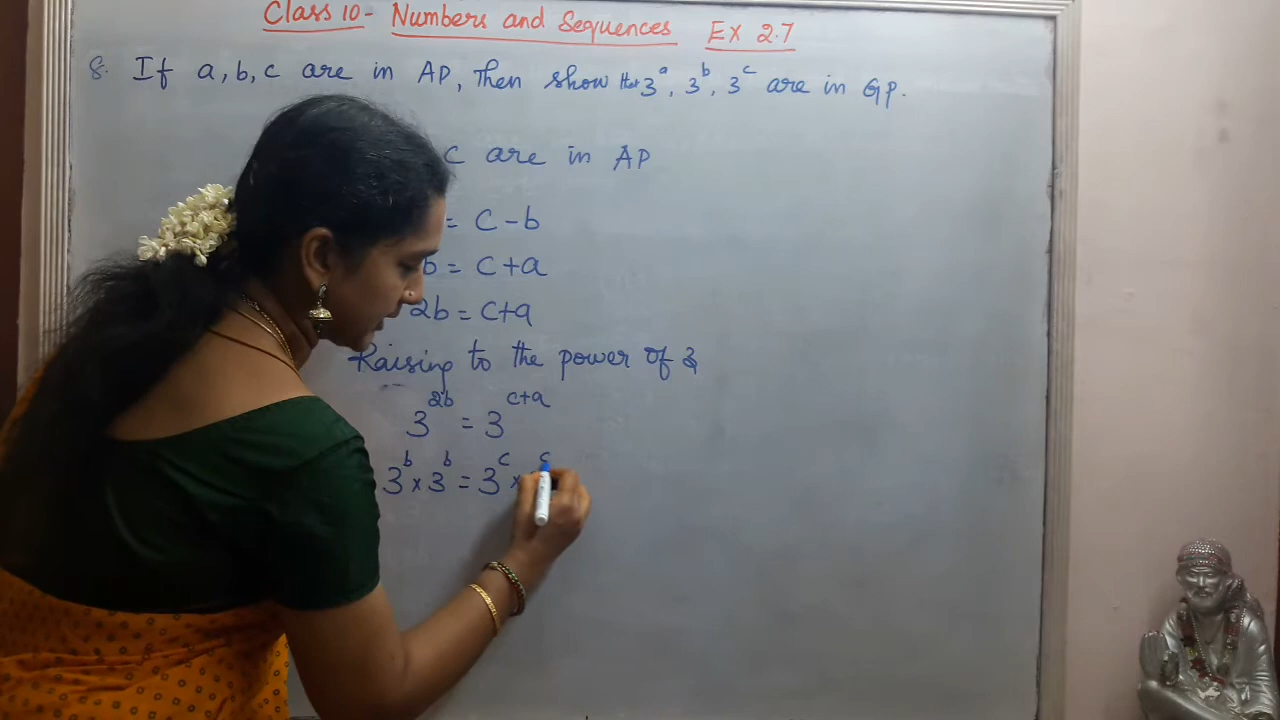 Class 10- Numbers and Sequences EX 2.7
8. If a, b, c are in AP, then show that 3^a, 3^b, 3^c are in GP.
c are in AP
= c - b
b = c + a
2b = c+a
Raising to the power of 3
3^2b = 3^c+a
3^b × 3^b = 3^c ×